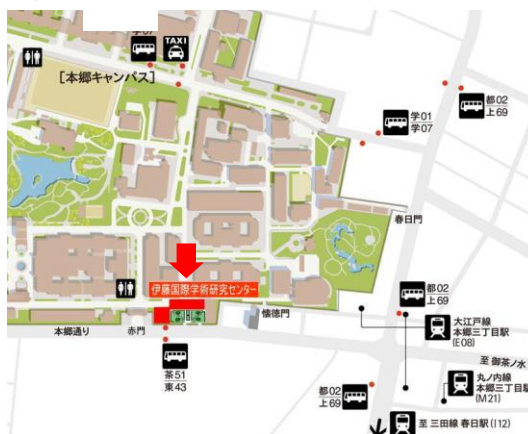 学07
TAXI
[本郷キャンパス]
都02
上69
学01
学07
春日門
伊藤国際学術研究センター
懐徳門
都02
上69
本郷通り
赤門
大江戸線
本郷三丁目駅
(E08)
茶51
東43
至 御茶ノ水
丸ノ内線
本郷三丁目駅
(M21)
都02
上69
至 三田線 春日駅(I12)